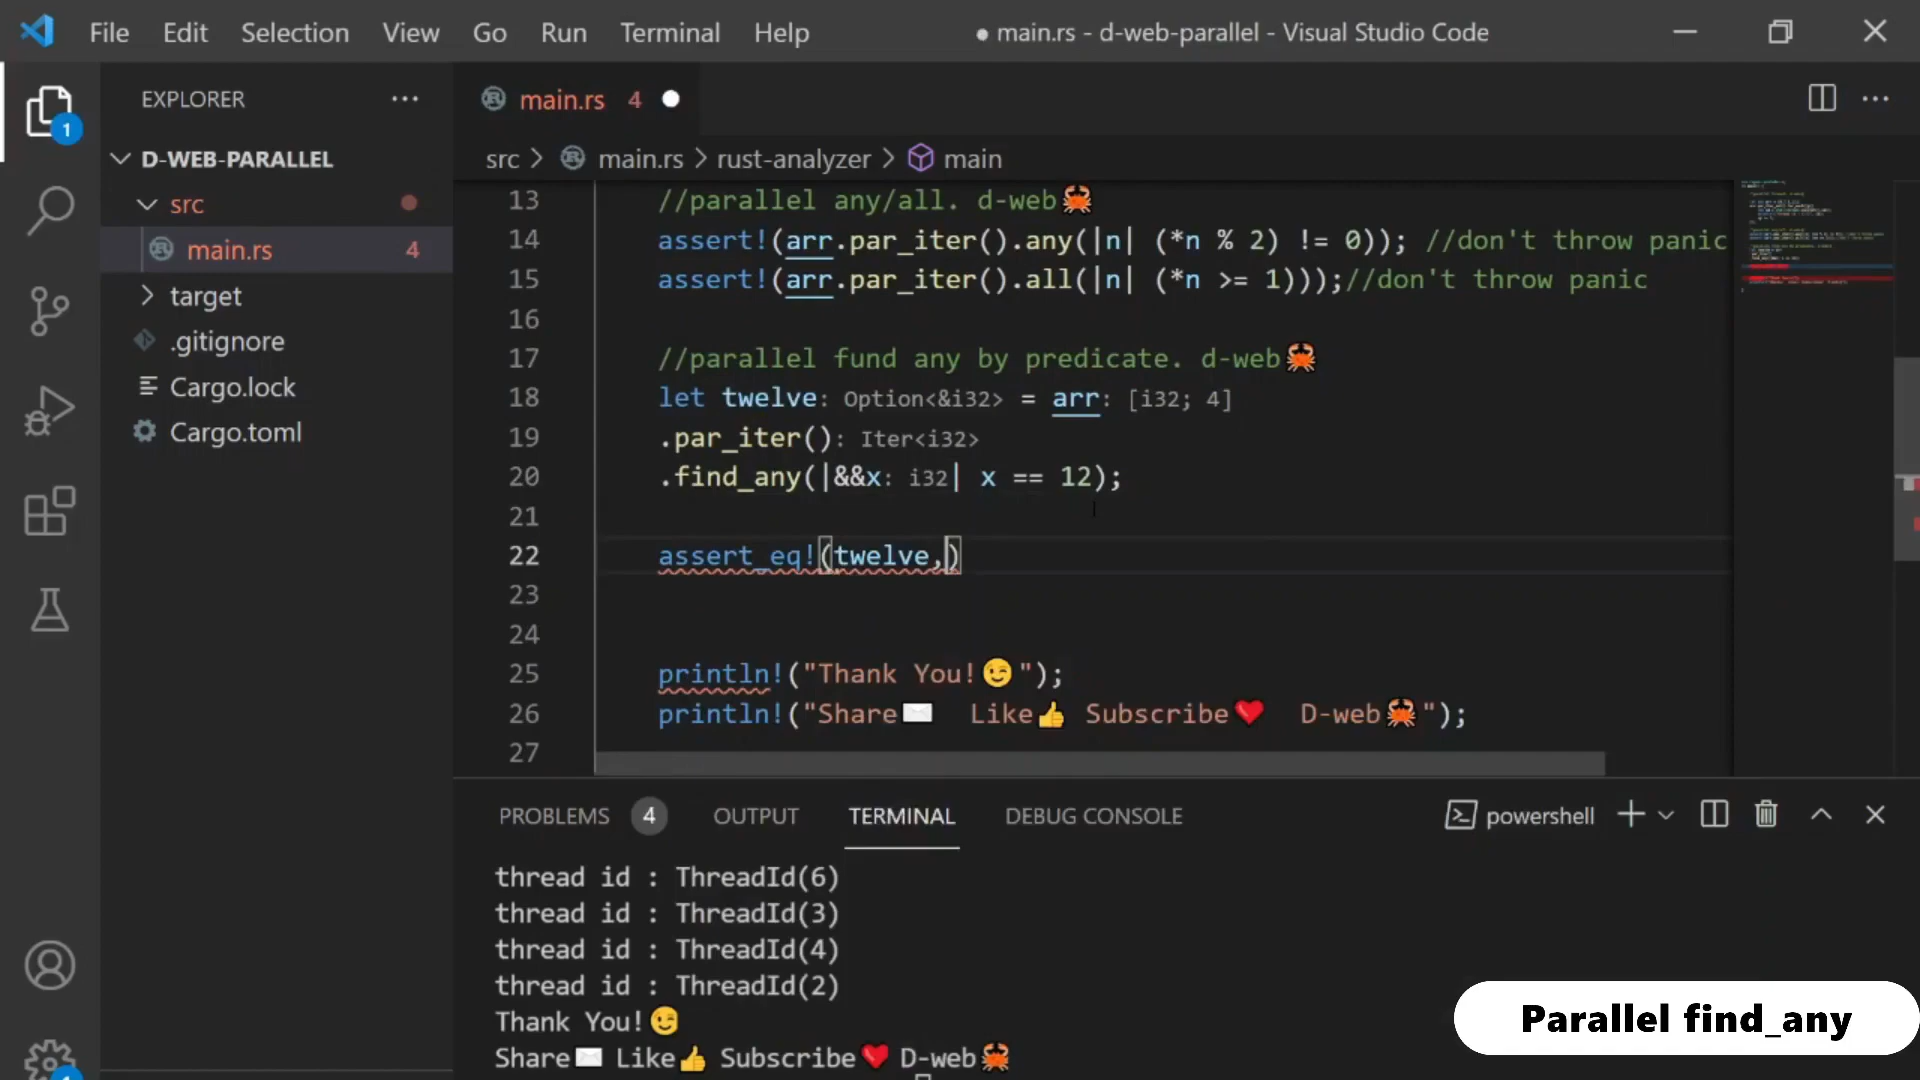 File Edit Selection View Go Run Terminal Help ● main.rs - d-web-parallel - Visual Studio Code
EXPLORER ···
main.rs 4
1
D-WEB-PARALLEL
src > main.rs > rust-analyzer > main
src
main.rs 4
target
.gitignore
Cargo.lock
Cargo.toml
13 //parallel any/all. d-web🦀
14 assert!(arr.par_iter().any(|n| (*n % 2) != 0)); //don't throw panic
15 assert!(arr.par_iter().all(|n| (*n >= 1)));//don't throw panic
16
17 //parallel fund any by predicate. d-web🦀
18 let twelve: Option<&i32> = arr: [i32; 4]
19 .par_iter(): Iter<i32>
20 .find_any(|&&x: i32| x == 12);
21
22 assert_eq!(twelve,)
23
24
25 println!("Thank You!😉");
26 println!("Share✉️ Like👍 Subscribe❤️ D-web🦀");
27
PROBLEMS 4 OUTPUT TERMINAL DEBUG CONSOLE powershell
thread id : ThreadId(6)
thread id : ThreadId(3)
thread id : ThreadId(4)
thread id : ThreadId(2)
Thank You!😉
Share✉️ Like👍 Subscribe❤️ D-web🦀
Parallel find_any